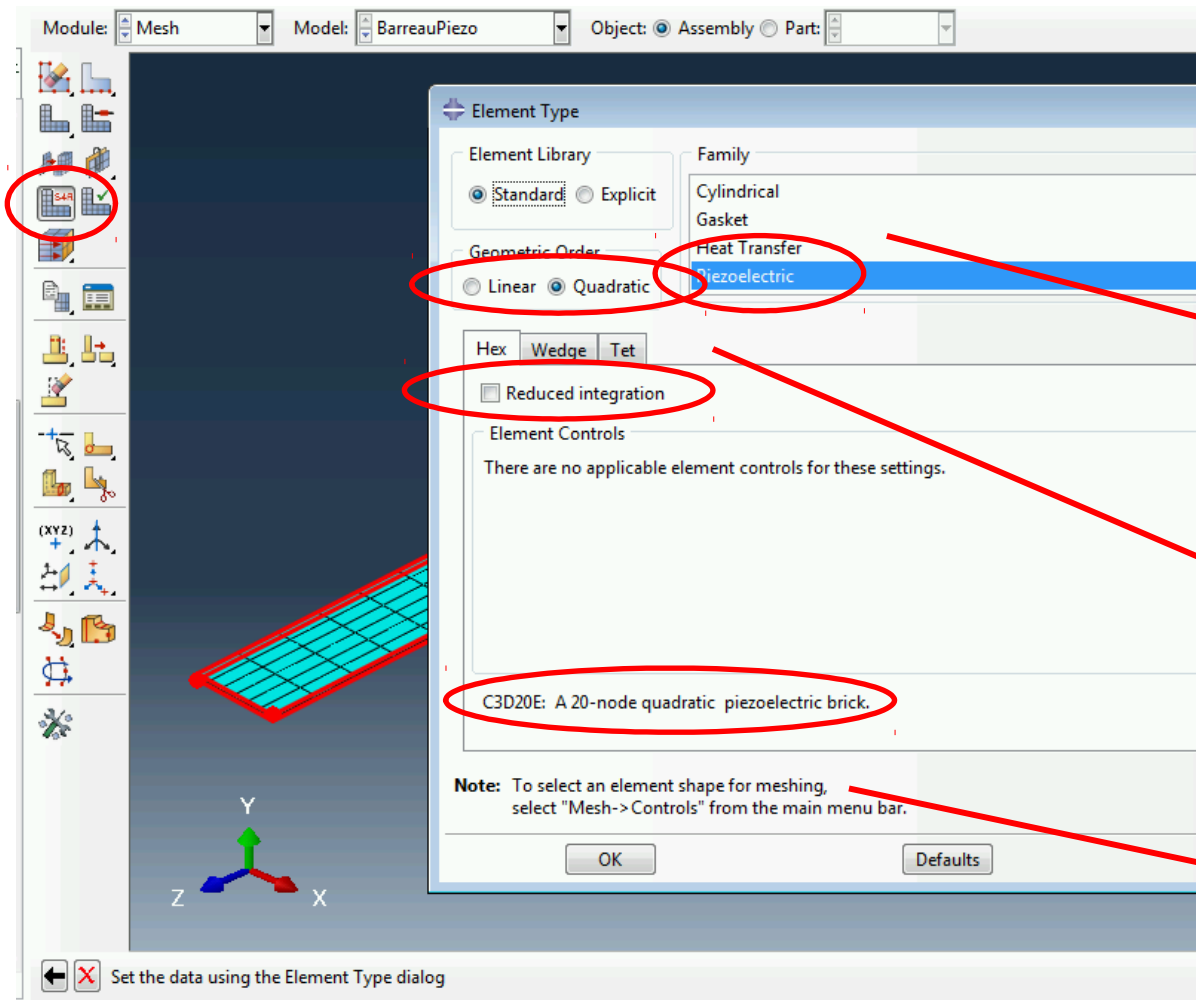 Module: Mesh Model: BarreauPiezo Object: Assembly Part:
Element Type
Element Library
Family
Standard Explicit
Cylindrical
Gasket
Heat Transfer
Piezoelectric
Geometric Order
Linear Quadratic
Hex Wedge Tet
Reduced integration
Element Controls
There are no applicable element controls for these settings.
C3D20E: A 20-node quadratic piezoelectric brick.
Note: To select an element shape for meshing,
select "Mesh->Controls" from the main menu bar.
OK Defaults
S4R
(XYZ)
Y
Z
X
Set the data using the Element Type dialog